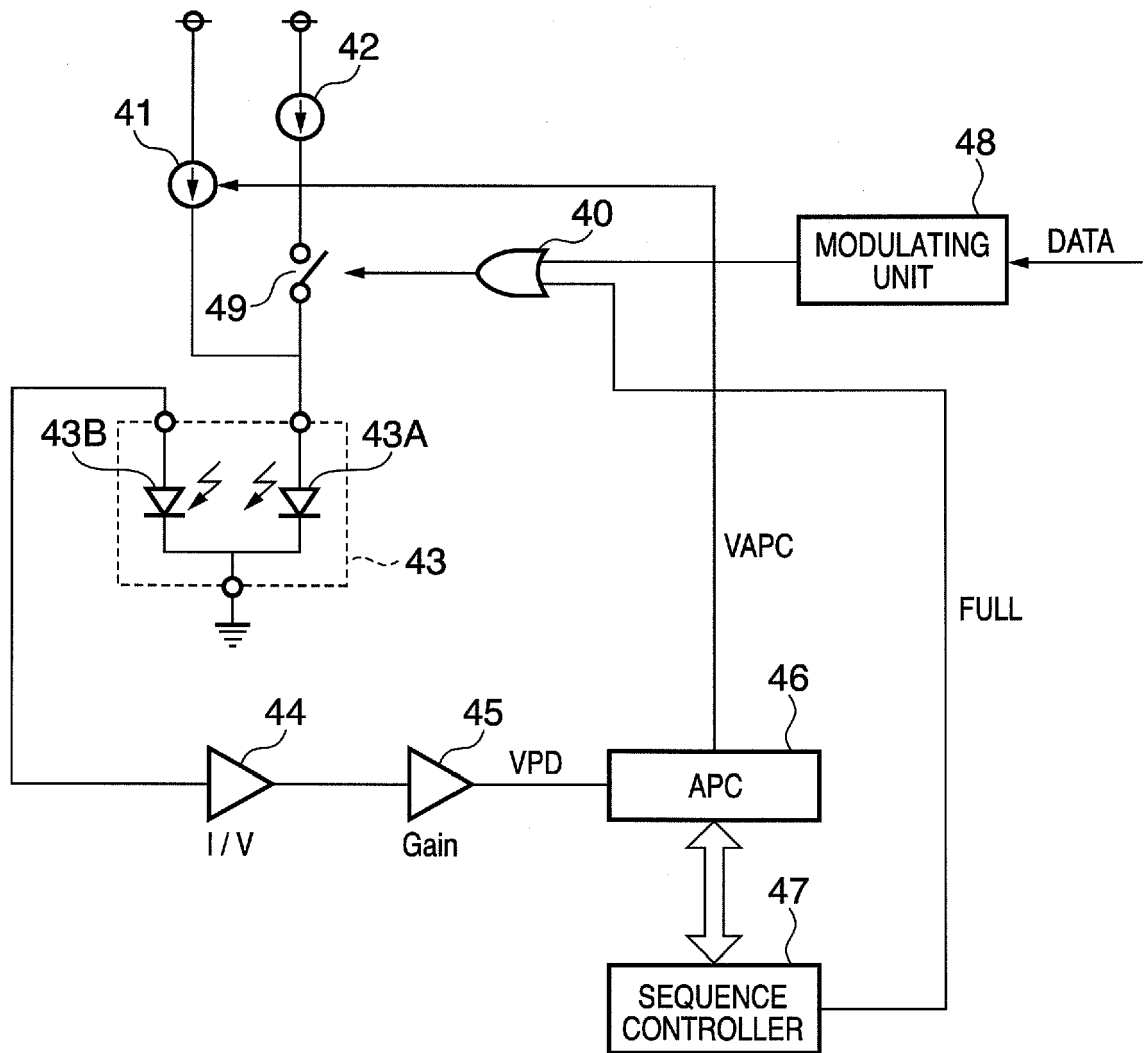 42
41
48
40
MODULATING
UNIT
DATA
49
43B
43A
43
VAPC
FULL
46
44
45
VPD
APC
I / V
Gain
47
SEQUENCE
CONTROLLER